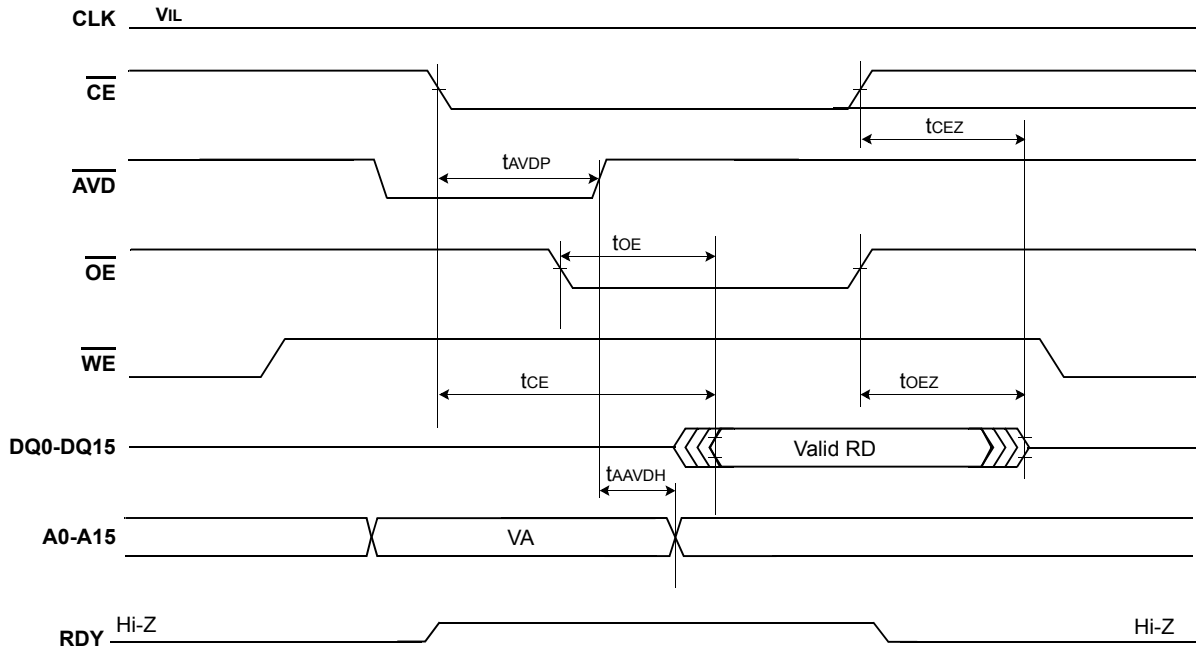 CLK VIL
CE
tCEZ
AVD tAVDP
OE tOE
WE
tCE tOEZ
DQ0-DQ15 Valid RD
tAAVDH
A0-A15 VA
RDY Hi-Z Hi-Z